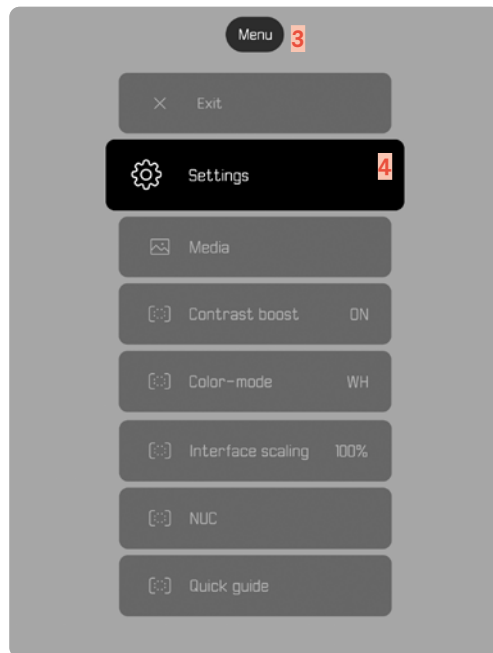 Menu 3
Exit
Settings 4
Media
Contrast boost ON
Color-mode WH
Interface scaling 100%
NUC
Quick guide